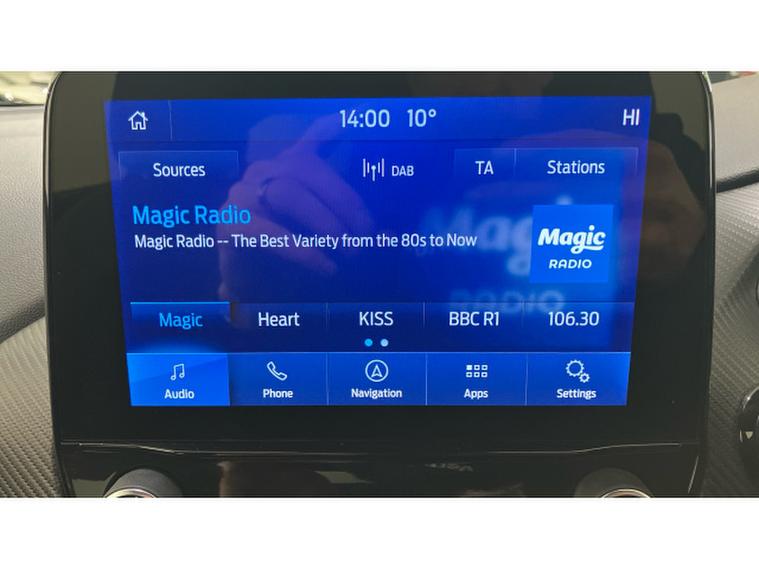 14:00 10° HI
Sources DAB TA Stations
Magic Radio
Magic Radio -- The Best Variety from the 80s to Now
Magic
RADIO
Magic Heart KISS BBC R1 106.30
Audio Phone Navigation Apps Settings